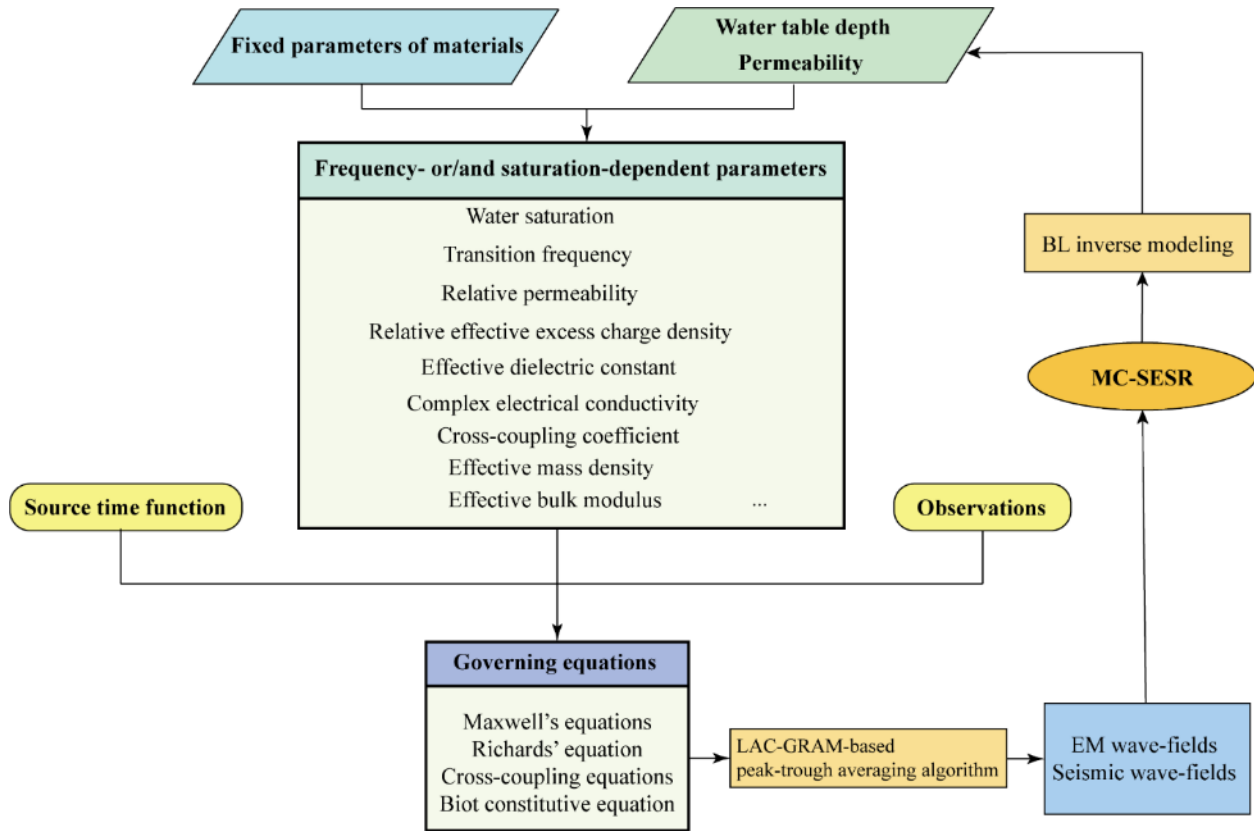 Fixed parameters of materials
Water table depth
Permeability
Frequency- or/and saturation-dependent parameters
Water saturation
Transition frequency
Relative permeability
Relative effective excess charge density
Effective dielectric constant
Complex electrical conductivity
Cross-coupling coefficient
Effective mass density
Effective bulk modulus ...
BL inverse modeling
MC-SESR
Source time function
Observations
Governing equations
Maxwell's equations
Richards' equation
Cross-coupling equations
Biot constitutive equation
LAC-GRAM-based
peak-trough averaging algorithm
EM wave-fields
Seismic wave-fields